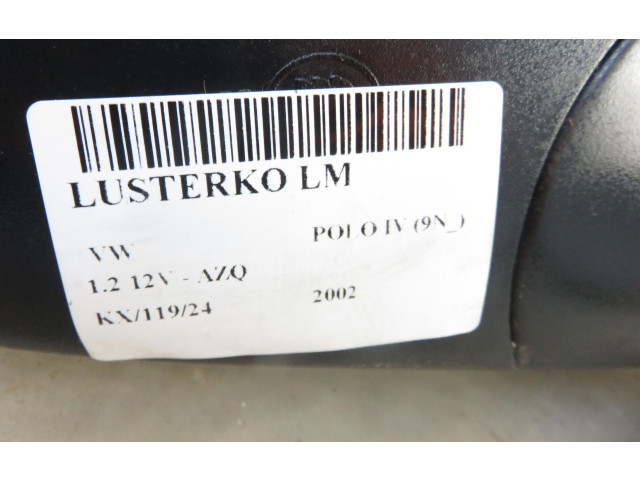 LUSTERKO LM
VW POLO IV (9N_)
1.2 12V - AZQ
KX/119/24 2002